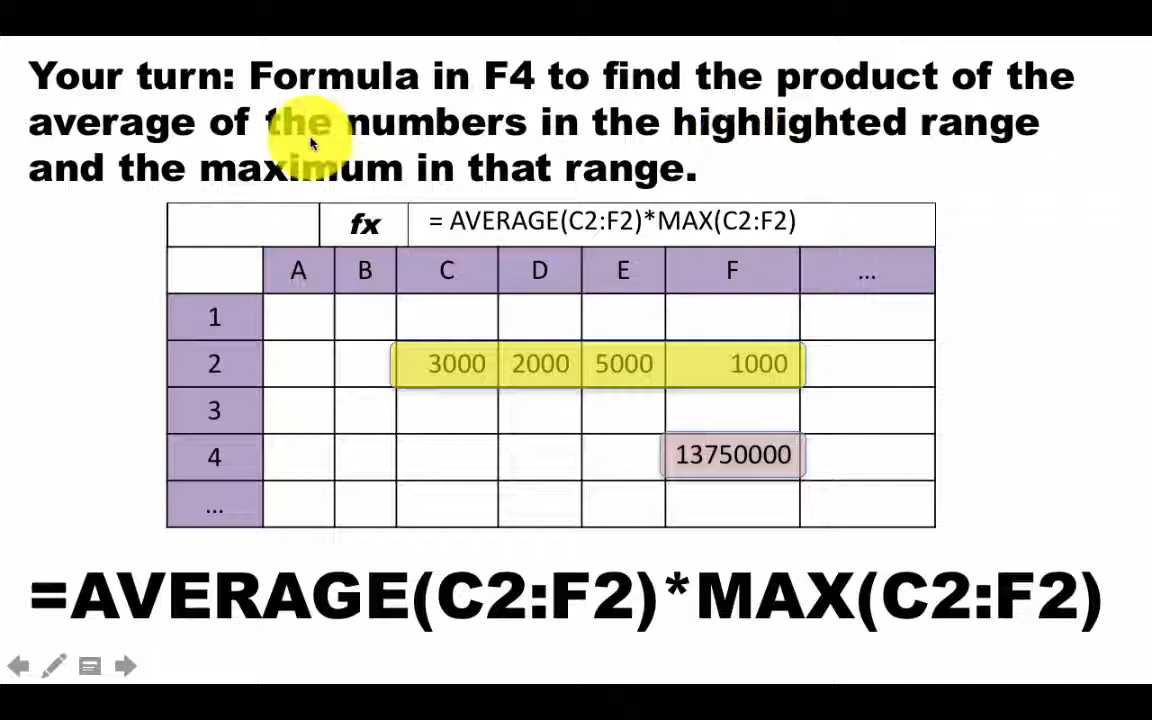 Your turn: Formula in F4 to find the product of the
average of the numbers in the highlighted range
and the maximum in that range.
fx = AVERAGE(C2:F2)*MAX(C2:F2)
A B C D E F ...
1
2 3000 2000 5000 1000
3
4 13750000
...
=AVERAGE(C2:F2)*MAX(C2:F2)